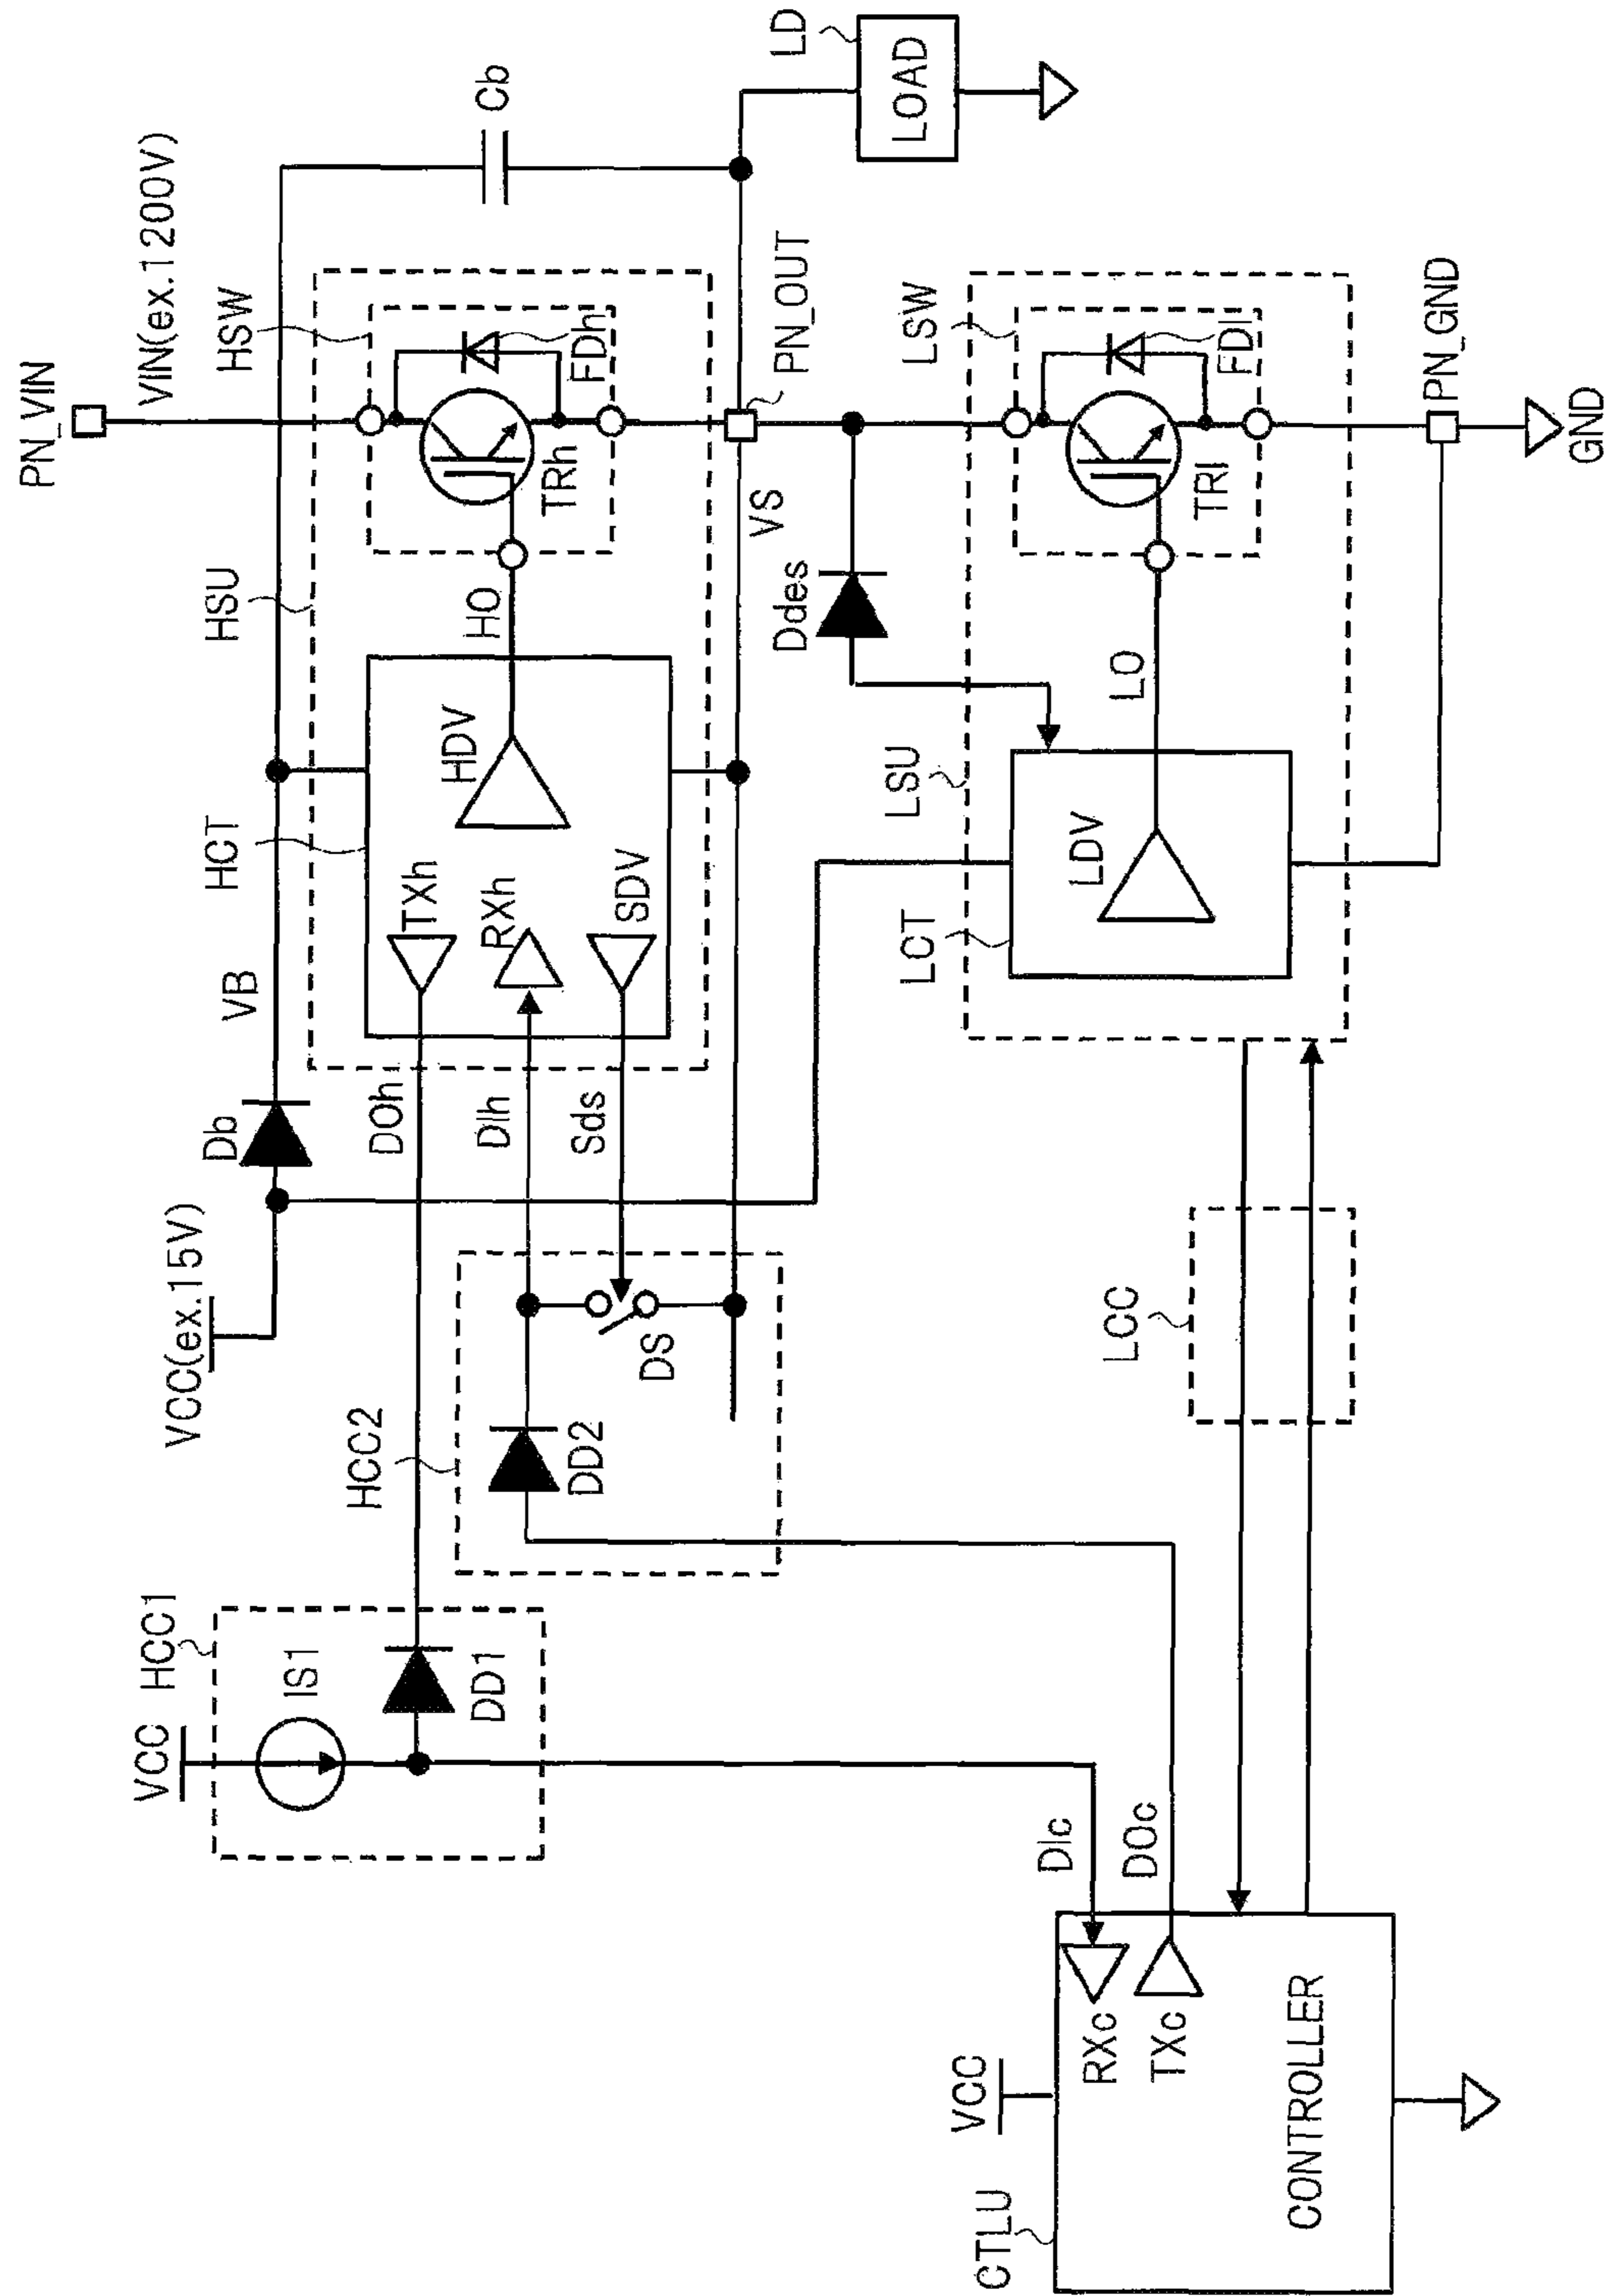 PN_VIN
VIN(ex.1200V)
HSW
HSU
HCT
VB
Db
VCC(ex.15V)
Cb
LD
LOAD
FDh
TRh
HO
HDV
TXh
RXh
SDV
DOh
DIh
Sds
DS
HCC2
DD2
HCC1
VCC
IS1
DD1
PN_OUT
VS
Ddes
LSW
FDl
TRl
LO
LSU
LDV
LCT
PN_GND
GND
LCC
DIc
DOc
RXc
TXc
VCC
CTLU
CONTROLLER